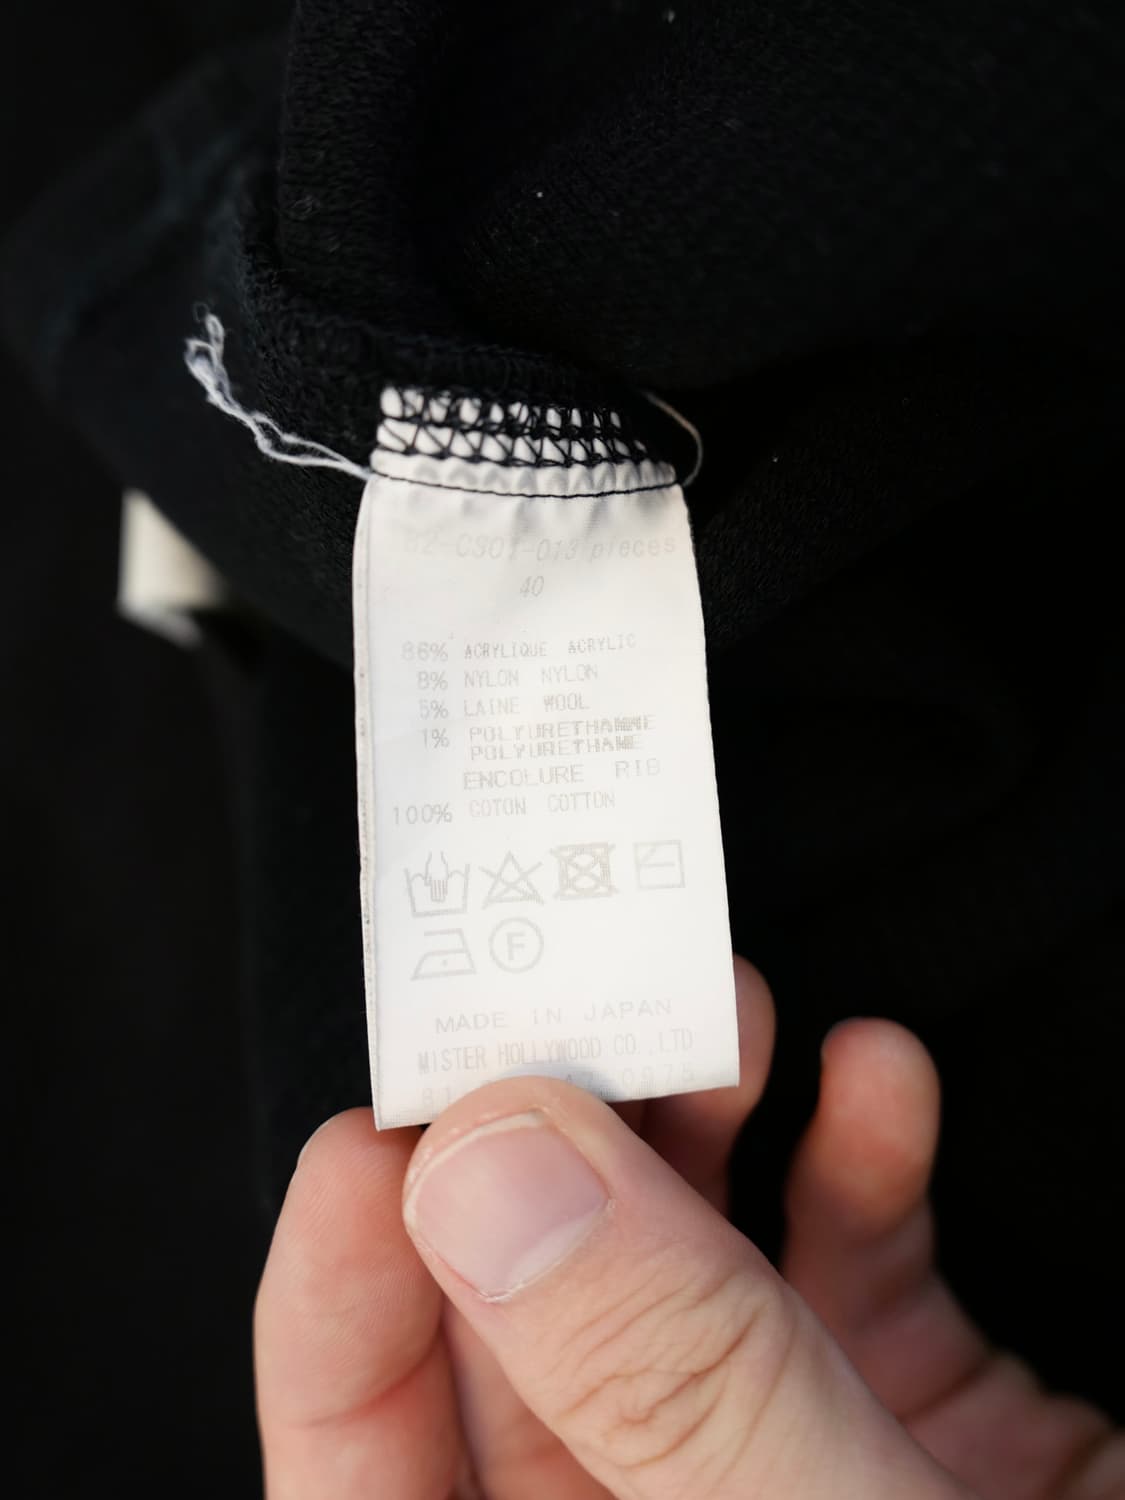 pieces
40
86% ACRYLIQUE ACRYLIC
8% NYLON NYLON
5% LAINE WOOL
1% POLYURETHANNE
POLYURETHANE
ENCOLURE RIB
100% COTON COTTON
F
MADE IN JAPAN
MISTER HOLLYWOOD CO.,LTD